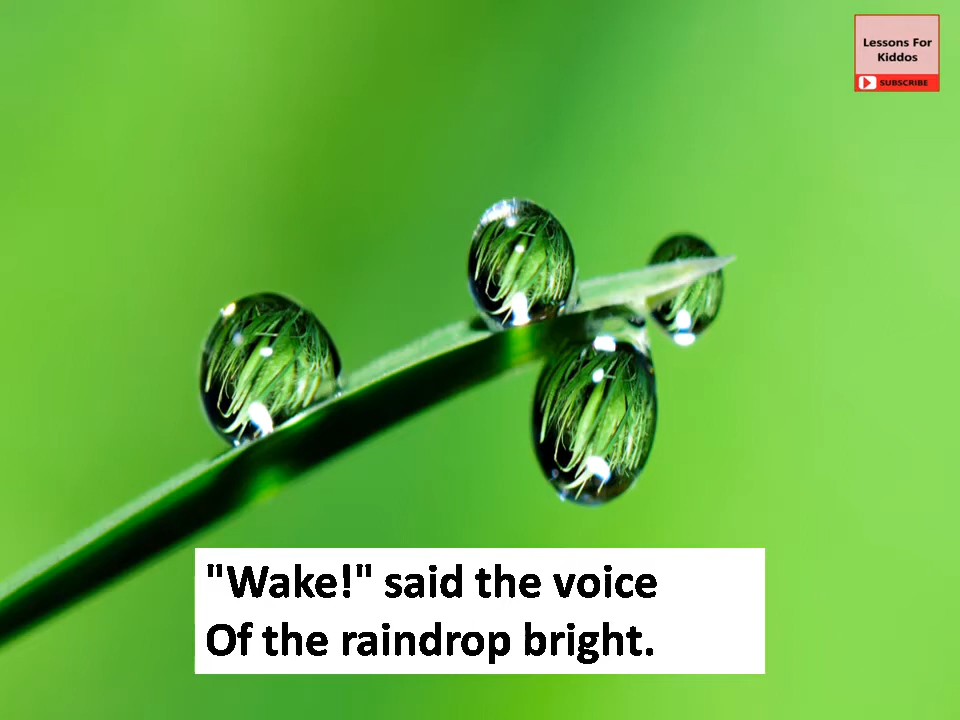 Lessons For
Kiddos
SUBSCRIBE
"Wake!" said the voice
Of the raindrop bright.